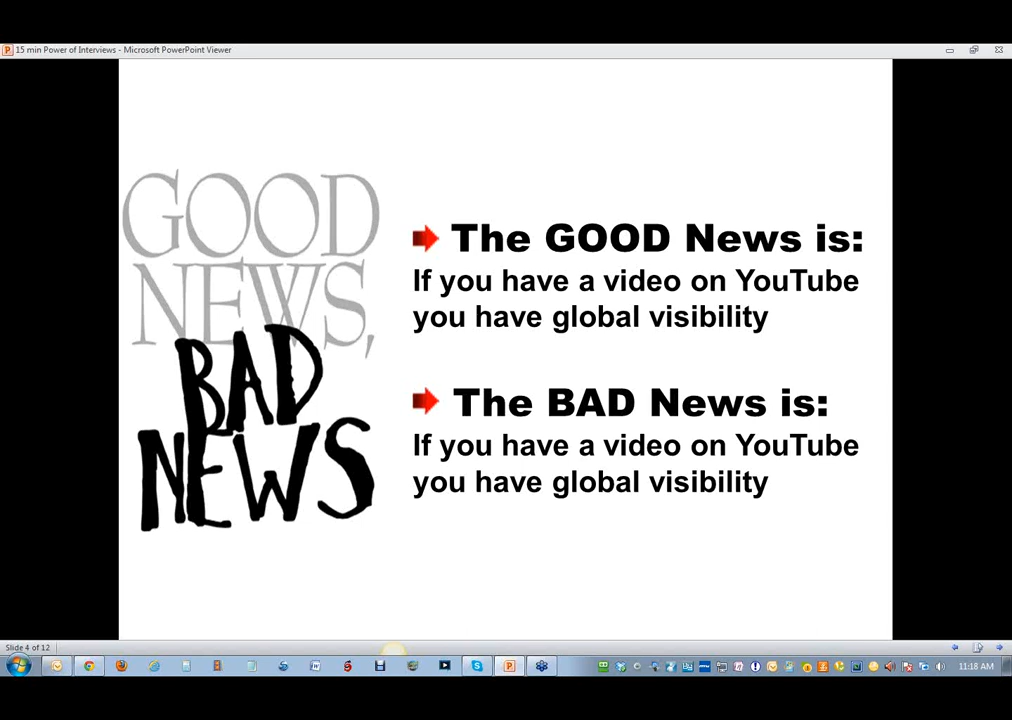 15 min Power of Interviews - Microsoft PowerPoint Viewer
GOOD
NEWS,
BAD
NEWS
The GOOD News is:
If you have a video on YouTube
you have global visibility
The BAD News is:
If you have a video on YouTube
you have global visibility
Slide 4 of 12
11:18 AM